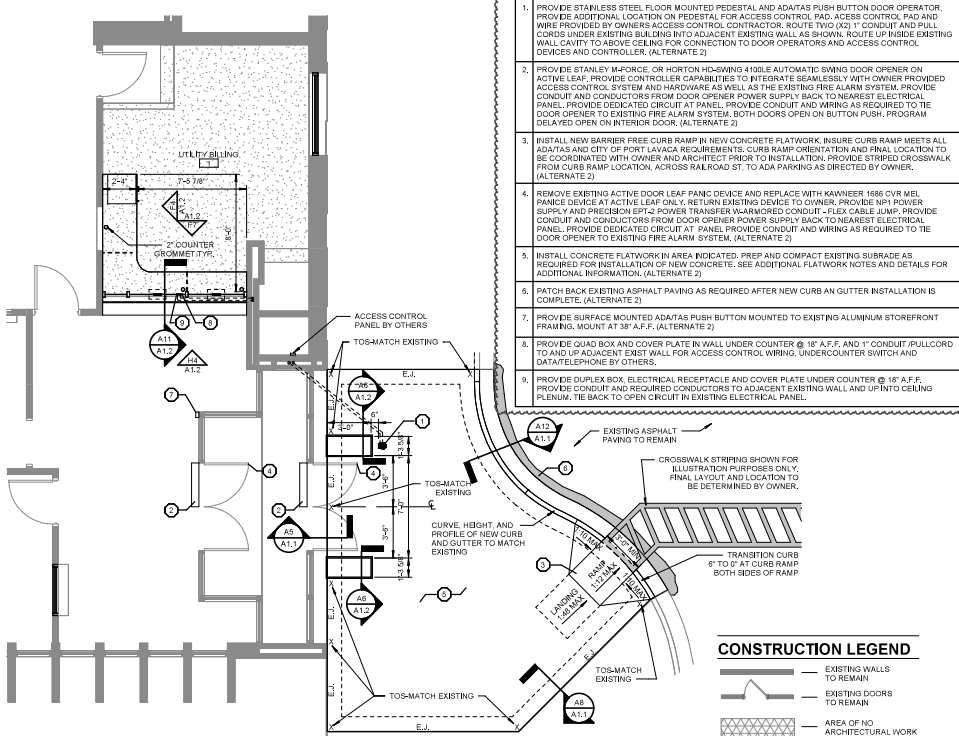 1. PROVIDE STAINLESS STEEL FLOOR MOUNTED PEDESTAL AND ADA/TAS PUSH BUTTON DOOR OPERATOR,
PROVIDE ADDITIONAL LOCATION ON PEDESTAL FOR ACCESS CONTROL PAD. ACESS CONTROL PAD AND
WIRE PROVIDED BY OWNERS ACCESS CONTROL CONTRACTOR. ROUTE TWO (X2) 1" CONDUIT AND PULL
CORDS UNDER EXISTING BUILDING INTO ADJACENT EXISTING WALL AS SHOWN. ROUTE UP INSIDE EXISTING
WALL CAVITY TO ABOVE CEILING FOR CONNECTION TO DOOR OPERATORS AND ACCESS CONTROL
DEVICES AND CONTROLLER. (ALTERNATE 2)
2. PROVIDE STANLEY M-FORCE, OR HORTON HD-SWING 4100LE AUTOMATIC SWING DOOR OPENER ON
ACTIVE LEAF, PROVIDE CONTROLLER CAPABILITIES TO INTEGRATE SEAMLESSLY WITH OWNER PROVIDED
ACCESS CONTROL SYSTEM AND HARDWARE AS WELL AS THE EXISTING FIRE ALARM SYSTEM. PROVIDE
CONDUIT AND CONDUCTORS FROM DOOR OPENER POWER SUPPLY BACK TO NEAREST ELECTRICAL
PANEL. PROVIDE DEDICATED CIRCUIT AT PANEL. PROVIDE CONDUIT AND WIRING AS REQUIRED TO TIE
DOOR OPENER TO EXISTING FIRE ALARM SYSTEM. BOTH DOORS OPEN ON BUTTON PUSH. PROGRAM
DELAYED OPEN ON INTERIOR DOOR. (ALTERNATE 2)
3. INSTALL NEW BARRIER FREE CURB RAMP IN NEW CONCRETE FLATWORK. INSURE CURB RAMP MEETS ALL
ADA/TAS AND CITY OF PORT LAVACA REQUIREMENTS. CURB RAMP ORIENTATION AND FINAL LOCATION TO
BE COORDINATED WITH OWNER AND ARCHITECT PRIOR TO INSTALLATION. PROVIDE STRIPED CROSSWALK
FROM CURB RAMP LOCATION, ACROSS RAILROAD ST, TO ADA PARKING AS DIRECTED BY OWNER.
(ALTERNATE 2)
4. REMOVE EXISTING ACTIVE DOOR LEAF PANIC DEVICE AND REPLACE WITH KAWNEER 1686 CVR MEL
PANICE DEVICE AT ACTIVE LEAF ONLY. RETURN EXISTING DEVICE TO OWNER. PROVIDE NP1 POWER
SUPPLY AND PRECISION EPT-2 POWER TRANSFER W-ARMORED CONDUIT - FLEX CABLE JUMP. PROVIDE
CONDUIT AND CONDUCTORS FROM DOOR OPENER POWER SUPPLY BACK TO NEAREST ELECTRICAL
PANEL. PROVIDE DEDICATED CIRCUIT AT PANEL PROVIDE CONDUIT AND WIRING AS REQUIRED TO TIE
DOOR OPENER TO EXISTING FIRE ALARM SYSTEM. (ALTERNATE 2)
5. INSTALL CONCRETE FLATWORK IN AREA INDICATED. PREP AND COMPACT EXISTING SUBRADE AS
REQUIRED FOR INSTALLATION OF NEW CONCRETE. SEE ADDITIONAL FLATWORK NOTES AND DETAILS FOR
ADDITIONAL INFORMATION. (ALTERNATE 2)
6. PATCH BACK EXISTING ASPHALT PAVING AS REQUIRED AFTER NEW CURB AN GUTTER INSTALLATION IS
COMPLETE. (ALTERNATE 2)
7. PROVIDE SURFACE MOUNTED ADA/TAS PUSH BUTTON MOUNTED TO EXISTING ALUMINUM STOREFRONT
FRAMING. MOUNT AT 38" A.F.F. (ALTERNATE 2)
8. PROVIDE QUAD BOX AND COVER PLATE IN WALL UNDER COUNTER @ 18" A.F.F. AND 1" CONDUIT /PULLCORD
TO AND UP ADJACENT EXIST WALL FOR ACCESS CONTROL WIRING, UNDERCOUNTER SWITCH AND
DATA/TELEPHONE BY OTHERS.
9. PROVIDE DUPLEX BOX, ELECTRICAL RECEPTACLE AND COVER PLATE UNDER COUNTER @ 18" A.F.F.
PROVIDE CONDUIT AND REQUIRED CONDUCTORS TO ADJACENT EXISTING WALL AND UP INTO CEILING
PLENUM. TIE BACK TO OPEN CIRCUIT IN EXISTING ELECTRICAL PANEL.
UTILITY BILLING
1
2'-4"
7'-5 7/8"
F4
A1.2
A1.2
F7
8'-0"
2" COUNTER
GROMMET TYP.
9
8
A11
A1.2
H4
A1.2
ACCESS CONTROL
PANEL BY OTHERS
TOS-MATCH EXISTING
E.J.
E.J.
A6
A1.2
6"
3'-0"
1
7
4
4
2
2
1'-3 5/8"
3'-6"
7'-0"
3'-6"
1'-3 5/8"
E.J.
TOS-MATCH
EXISTING
A5
A1.1
A6
A1.2
A12
A1.1
EXISTING ASPHALT
PAVING TO REMAIN
6
CROSSWALK STRIPING SHOWN FOR
ILLUSTRATION PURPOSES ONLY,
FINAL LAYOUT AND LOCATION TO
BE DETERMINED BY OWNER.
CURVE, HEIGHT, AND
PROFILE OF NEW CURB
AND GUTTER TO MATCH
EXISTING
3
1:10 MAX
3'-0" MIN
RAMP
1:12 MAX
1:10 MAX
LANDING
1:48 MAX
TRANSITION CURB
6" TO 0" AT CURB RAMP
BOTH SIDES OF RAMP
5
E.J.
TOS-MATCH
EXISTING
TOS-MATCH EXISTING
E.J.
E.J.
A8
A1.1
CONSTRUCTION LEGEND
EXISTING WALLS
TO REMAIN
EXISTING DOORS
TO REMAIN
AREA OF NO
ARCHITECTURAL WORK